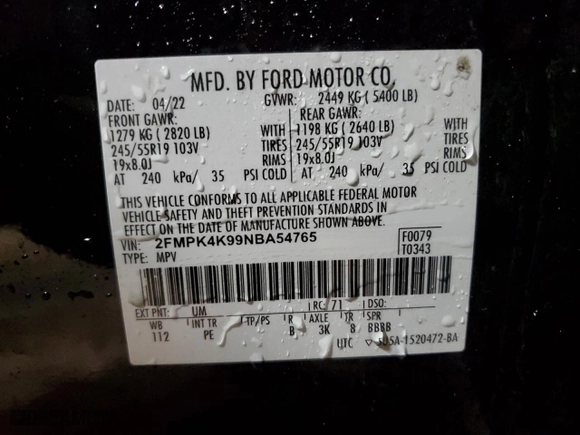 MFD. BY FORD MOTOR CO.
DATE: 04/22 GVWR: 2449 KG ( 5400 LB)
FRONT GAWR: REAR GAWR:
1279 KG ( 2820 LB) WITH 1198 KG ( 2640 LB) WITH
245/55R19 103V TIRES 245/55R19 103V TIRES
19x8.0J RIMS 19x8.0J RIMS
AT 240 kPa/ 35 PSI COLD AT 240 kPa/ 35 PSI COLD
THIS VEHICLE CONFORMS TO ALL APPLICABLE FEDERAL MOTOR
VEHICLE SAFETY AND THEFT PREVENTION STANDARDS IN
EFFECT ON THE DATE OF MANUFACTURE SHOWN ABOVE.
VIN: 2FMPK4K99NBA54765 F0079
TYPE: MPV T0343
EXT PNT: UM RC: 71 DSO:
WB INT TR TP/PS R AXLE TR SPR
112 PE B 3K 8 BBBB
UTC 5U5A-1520472-BA